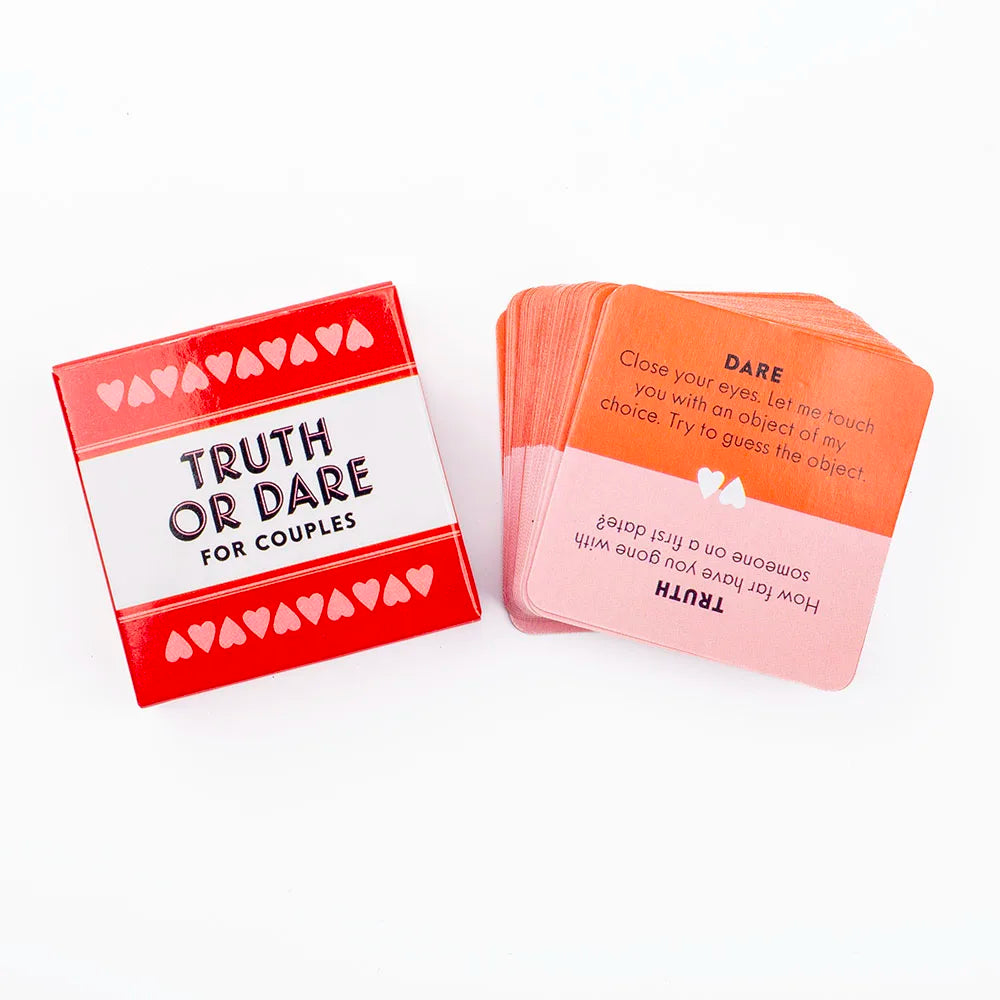 TRUTH
OR DARE
FOR COUPLES
DARE
Close your eyes. Let me touch
you with an object of my
choice. Try to guess the object.
TRUTH
How far have you gone with
someone on a first date?